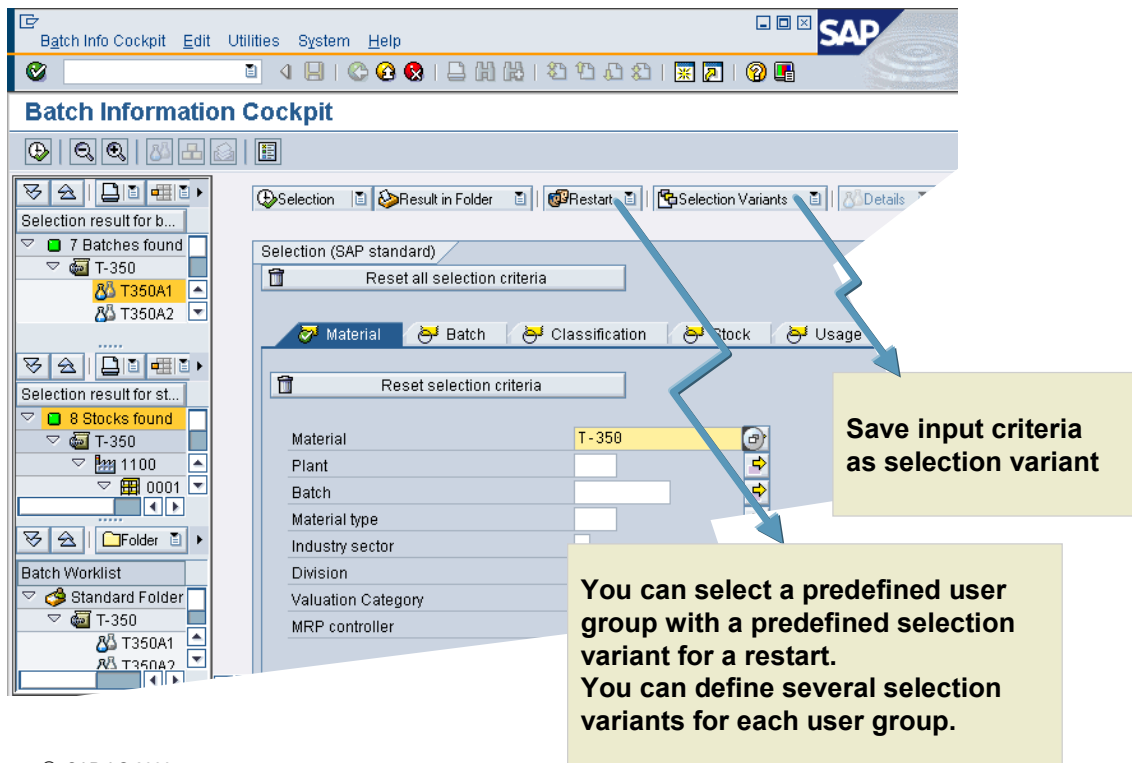 Batch Info Cockpit Edit Utilities System Help
SAP
Batch Information Cockpit
Selection Result in Folder Restart Selection Variants Details
Selection result for b...
7 Batches found
T-350
T350A1
T350A2
Selection result for st...
8 Stocks found
T-350
1100
0001
Folder
Batch Worklist
Standard Folder
T-350
T350A1
T350A2
Selection (SAP standard)
Reset all selection criteria
Material Batch Classification Stock Usage
Reset selection criteria
Material T-350
Plant
Batch
Material type
Industry sector
Division
Valuation Category
MRP controller
Save input criteria
as selection variant
You can select a predefined user
group with a predefined selection
variant for a restart.
You can define several selection
variants for each user group.